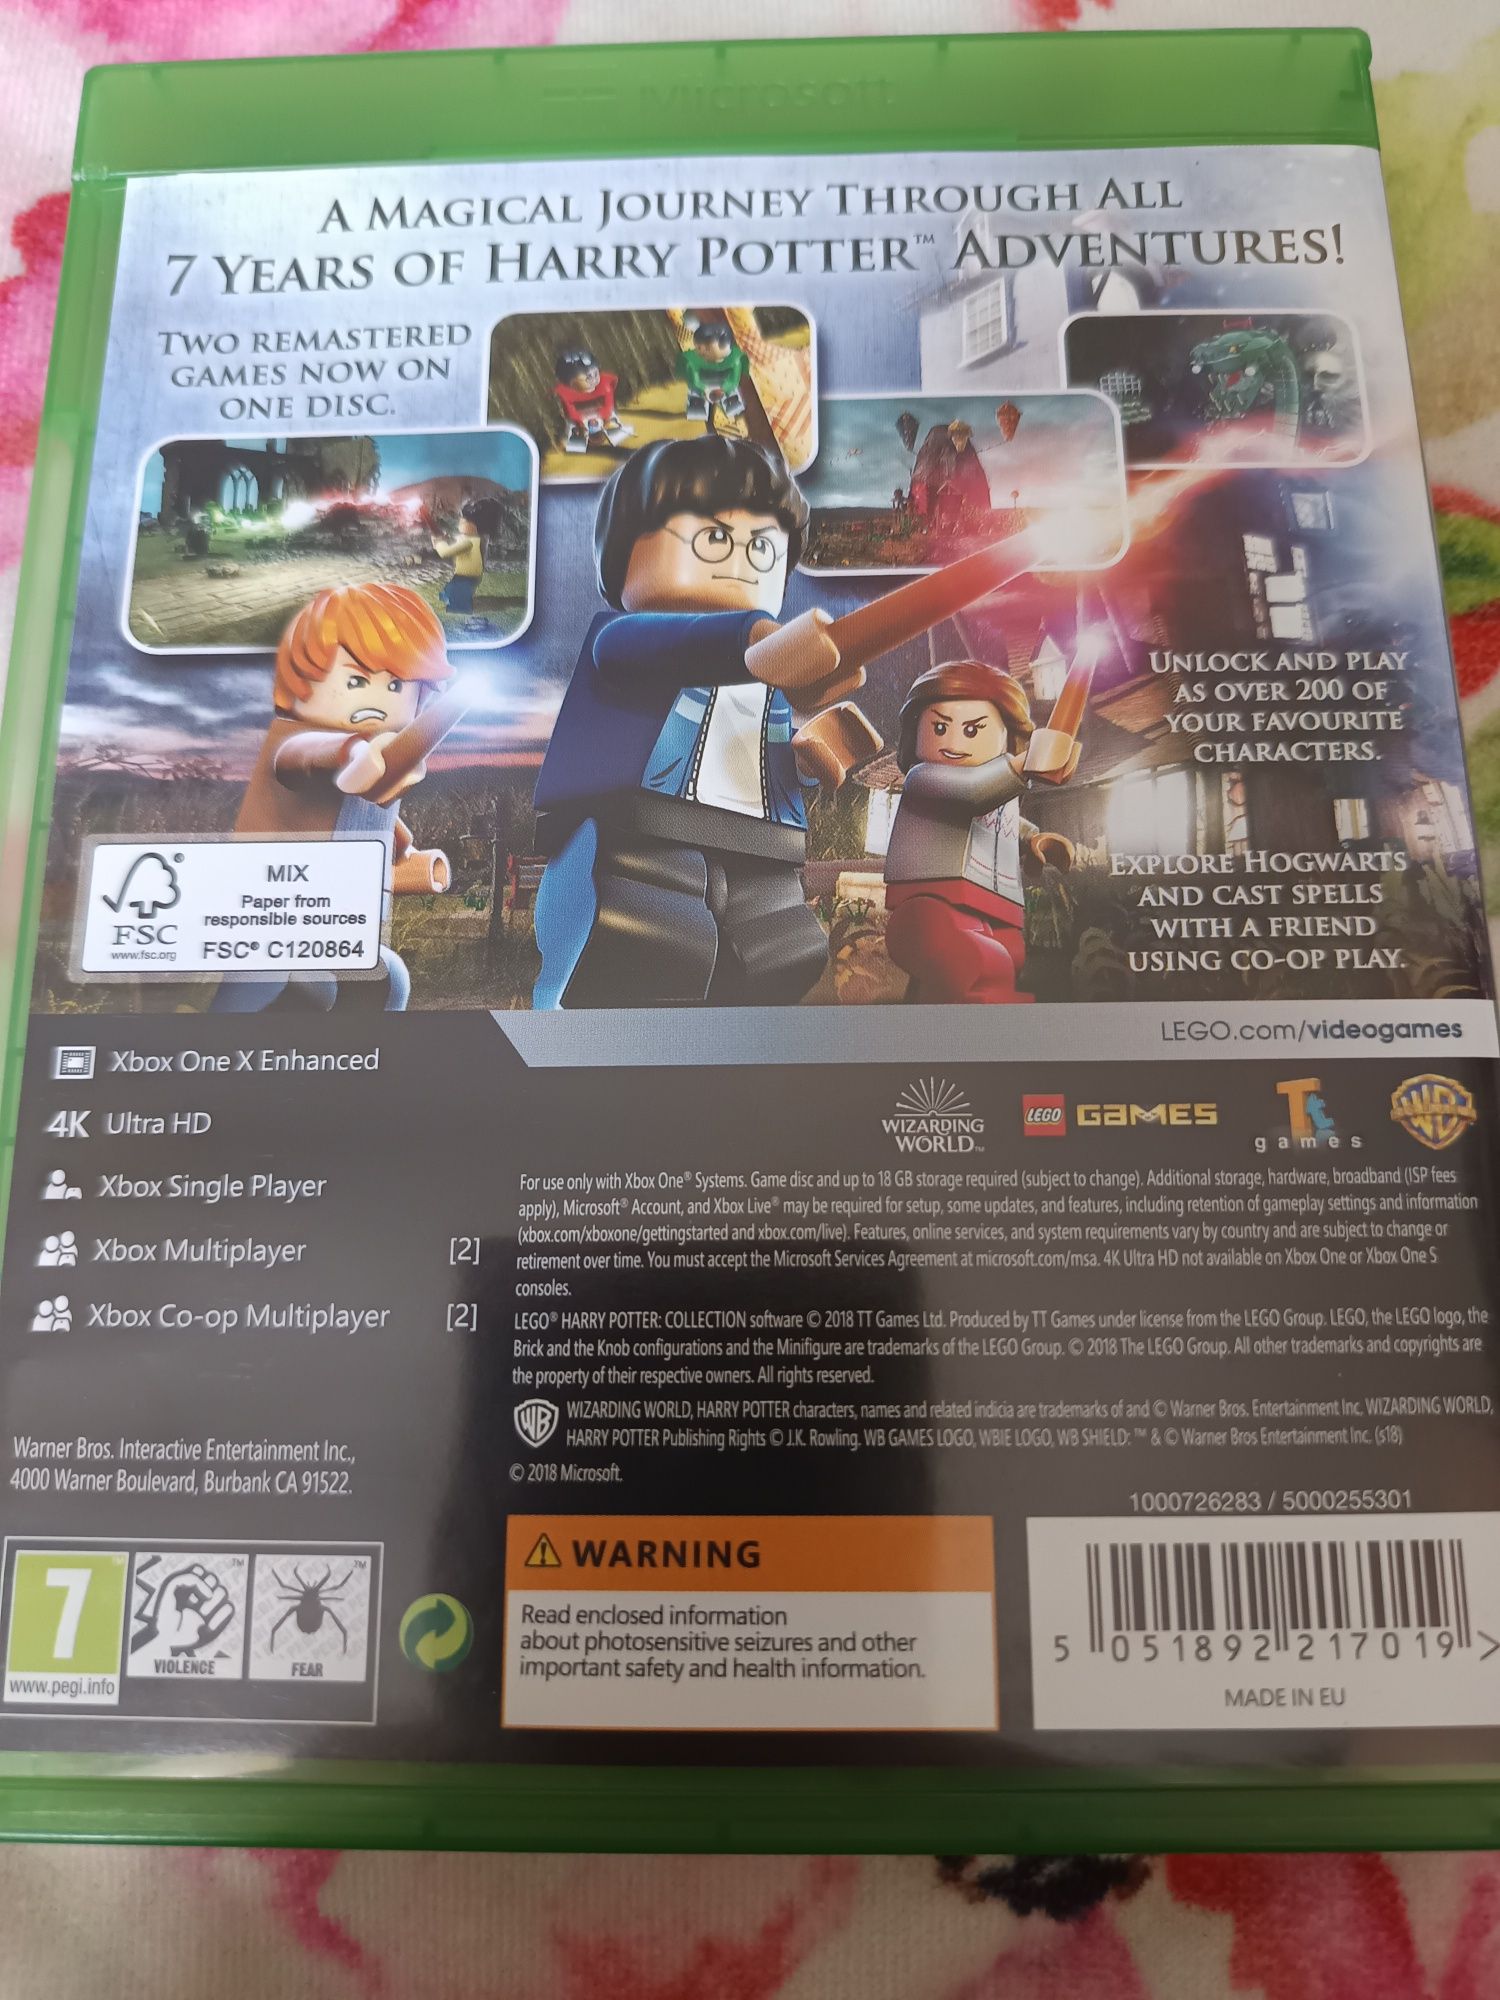 Microsoft
A MAGICAL JOURNEY THROUGH ALL
7 YEARS OF HARRY POTTER™ ADVENTURES!
TWO REMASTERED
GAMES NOW ON
ONE DISC.
UNLOCK AND PLAY
AS OVER 200 OF
YOUR FAVOURITE
CHARACTERS.
EXPLORE HOGWARTS
AND CAST SPELLS
WITH A FRIEND
USING CO-OP PLAY.
FSC®
www.fsc.org
MIX
Paper from
responsible sources
FSC® C120864
LEGO.com/videogames
Xbox One X Enhanced
4K Ultra HD
Xbox Single Player
Xbox Multiplayer [2]
Xbox Co-op Multiplayer [2]
WIZARDING
WORLD™
LEGO GAMES
Tt
games
WB
For use only with Xbox One® Systems. Game disc and up to 18 GB storage required (subject to change). Additional storage, hardware, broadband (ISP fees
apply), Microsoft® Account, and Xbox Live® may be required for setup, some updates, and features, including retention of gameplay settings and information
(xbox.com/xboxone/gettingstarted and xbox.com/live). Features, online services, and system requirements vary by country and are subject to change or
retirement over time. You must accept the Microsoft Services Agreement at microsoft.com/msa. 4K Ultra HD not available on Xbox One or Xbox One S
consoles.
LEGO® HARRY POTTER: COLLECTION software © 2018 TT Games Ltd. Produced by TT Games under license from the LEGO Group. LEGO, the LEGO logo, the
Brick and the Knob configurations and the Minifigure are trademarks of the LEGO Group. © 2018 The LEGO Group. All other trademarks and copyrights are
the property of their respective owners. All rights reserved.
WB
WIZARDING WORLD, HARRY POTTER characters, names and related indicia are trademarks of and © Warner Bros. Entertainment Inc. WIZARDING WORLD,
HARRY POTTER Publishing Rights © J.K. Rowling. WB GAMES LOGO, WBIE LOGO, WB SHIELD: ™ & © Warner Bros Entertainment Inc. (s18)
© 2018 Microsoft.
Warner Bros. Interactive Entertainment Inc.,
4000 Warner Boulevard, Burbank CA 91522.
7
www.pegi.info
VIOLENCE
FEAR
WARNING
Read enclosed information
about photosensitive seizures and other
important safety and health information.
1000726283 / 5000255301
5 051892 217019 >
MADE IN EU